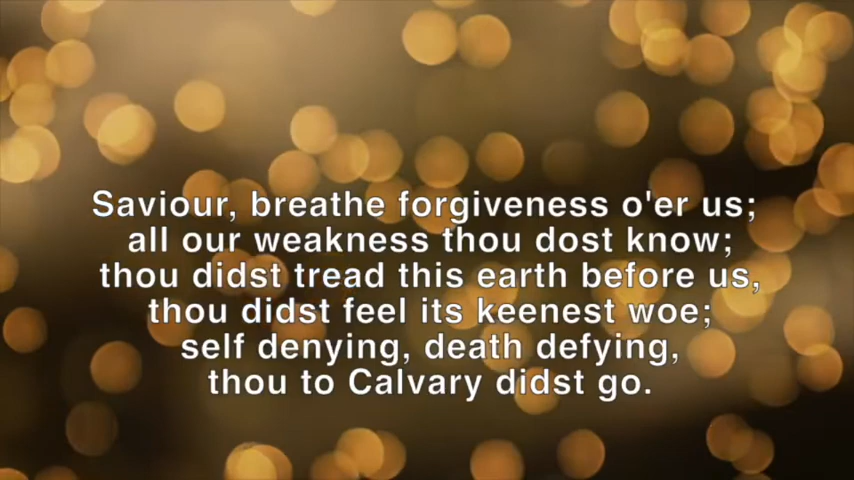 Saviour, breathe forgiveness o'er us;
all our weakness thou dost know;
thou didst tread this earth before us,
thou didst feel its keenest woe;
self denying, death defying,
thou to Calvary didst go.